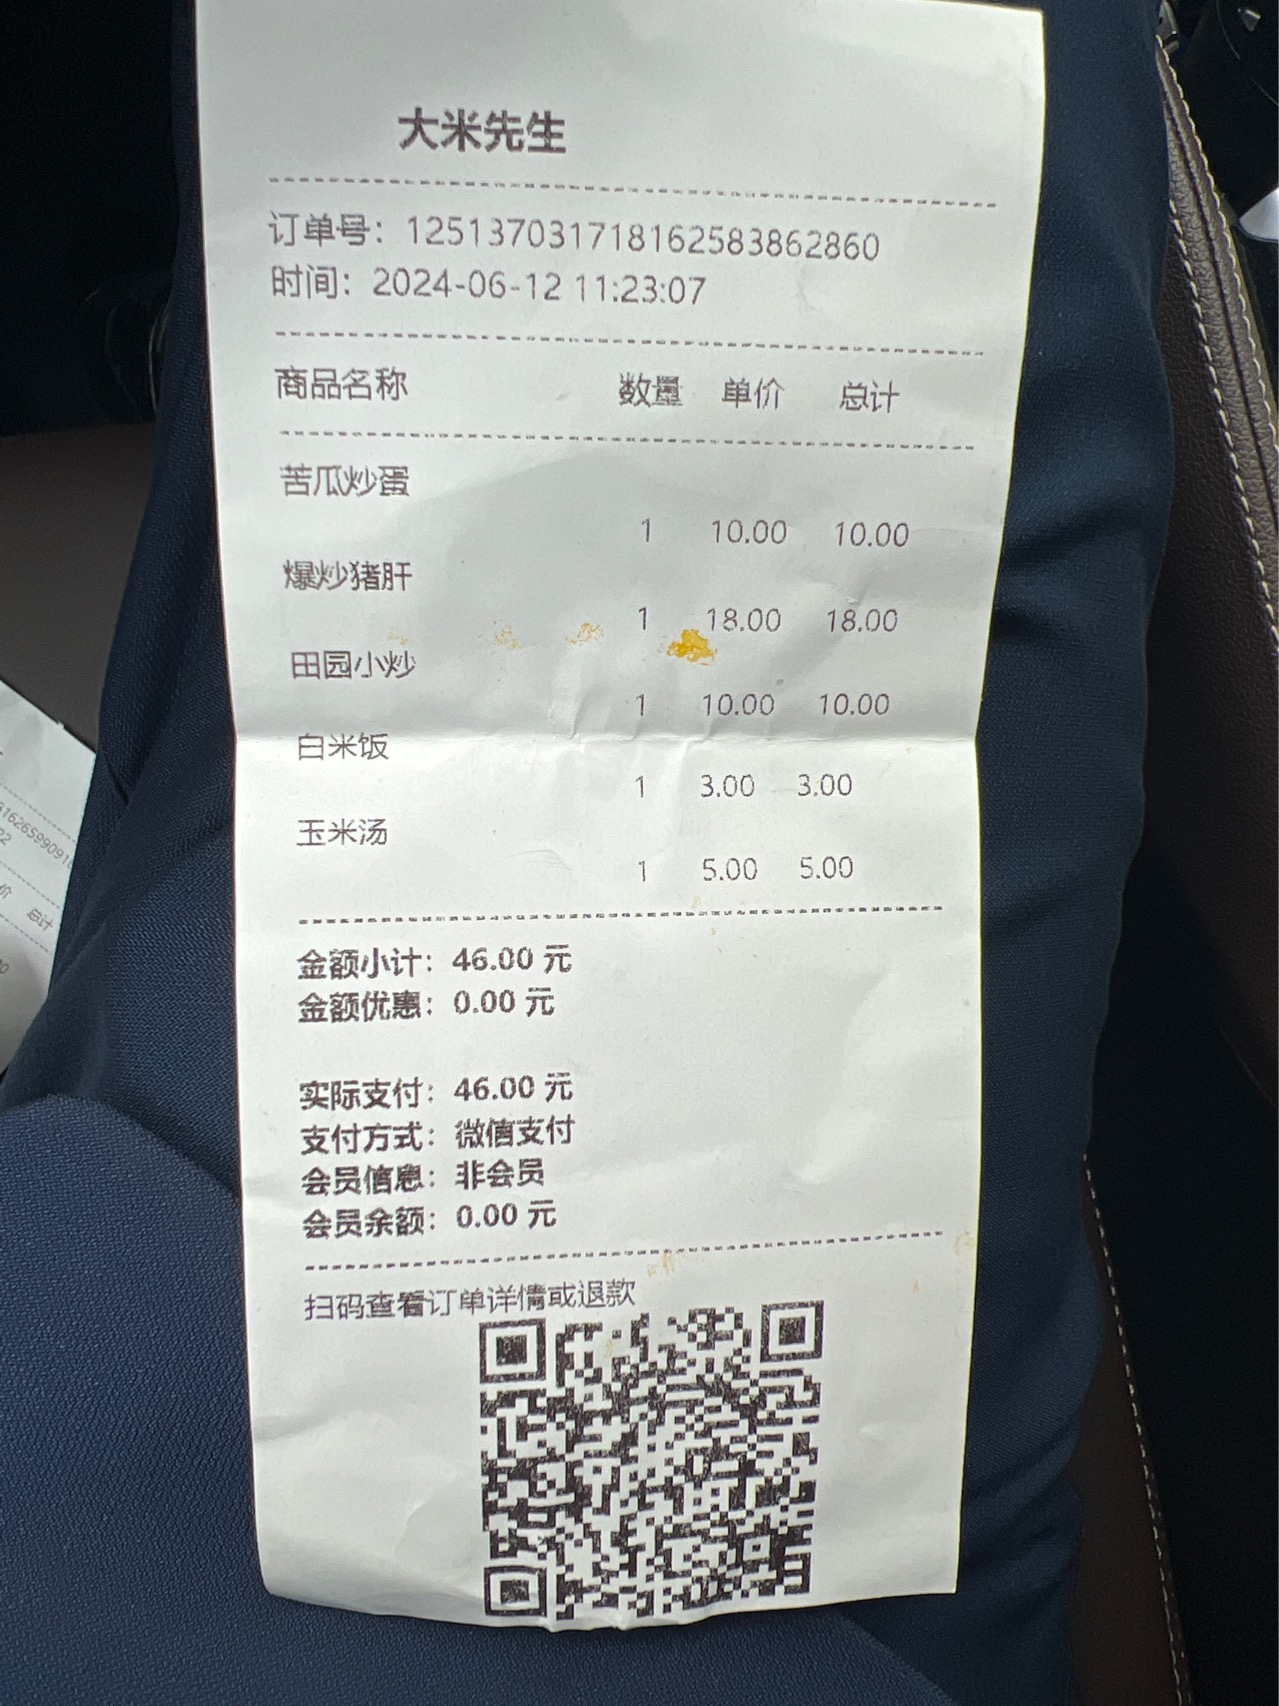 大米先生
订单号：1251370317181625838​62860
时间：2024-06-12 11:23:07
商品名称 数量 单价 总计
苦瓜炒蛋
1 10.00 10.00
爆炒猪肝
1 18.00 18.00
田园小炒
1 10.00 10.00
白米饭
1 3.00 3.00
玉米汤
1 5.00 5.00
金额小计：46.00 元
金额优惠：0.00 元
实际支付：46.00 元
支付方式：微信支付
会员信息：非会员
会员余额：0.00 元
扫码查看订单详情或退款
价 总计